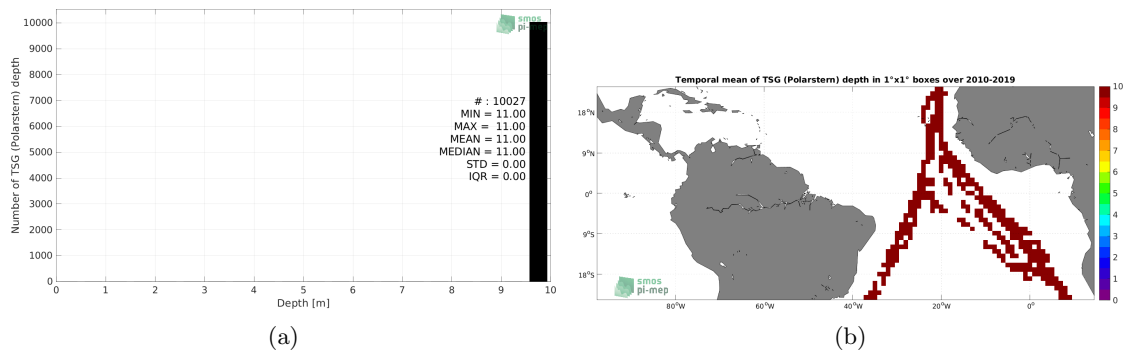 smos
pi-mep
10000
9000
8000
7000
6000
5000
4000
3000
2000
1000
0
Number of TSG (Polarstern) depth
# : 10027
MIN = 11.00
MAX = 11.00
MEAN = 11.00
MEDIAN = 11.00
STD = 0.00
IQR = 0.00
0 1 2 3 4 5 6 7 8 9 10
Depth [m]
(a)
Temporal mean of TSG (Polarstern) depth in 1°x1° boxes over 2010-2019
18°N
9°N
0°
9°S
18°S
80°W 60°W 40°W 20°W 0°
smos
pi-mep
10
9
8
7
6
5
4
3
2
1
0
(b)